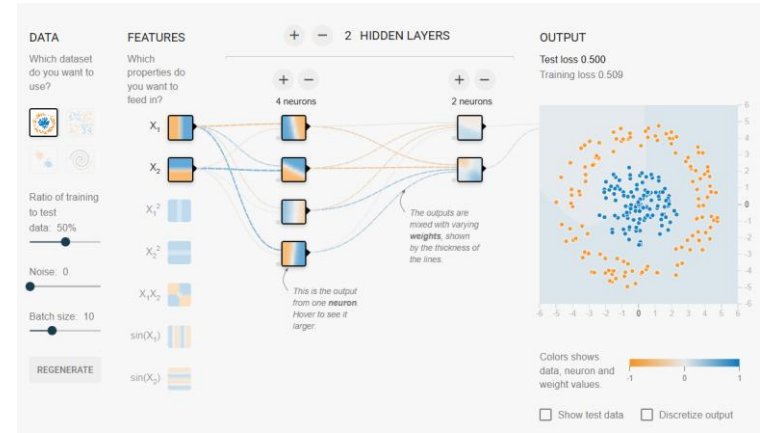 DATA
Which dataset
do you want to
use?
Ratio of training
to test
data: 50%
Noise: 0
Batch size: 10
REGENERATE
FEATURES
Which
properties do
you want to
feed in?
X1
X2
X1²
X2²
X1X2
sin(X1)
sin(X2)
+ − 2 HIDDEN LAYERS
+ −
4 neurons
+ −
2 neurons
This is the output
from one neuron.
Hover to see it
larger.
The outputs are
mixed with varying
weights, shown
by the thickness of
the lines.
OUTPUT
Test loss 0.500
Training loss 0.509
6
5
4
3
2
1
0
-1
-2
-3
-4
-5
-6
-6 -5 -4 -3 -2 -1 0 1 2 3 4 5 6
Colors shows
data, neuron and
weight values.
-1 0 1
Show test data
Discretize output